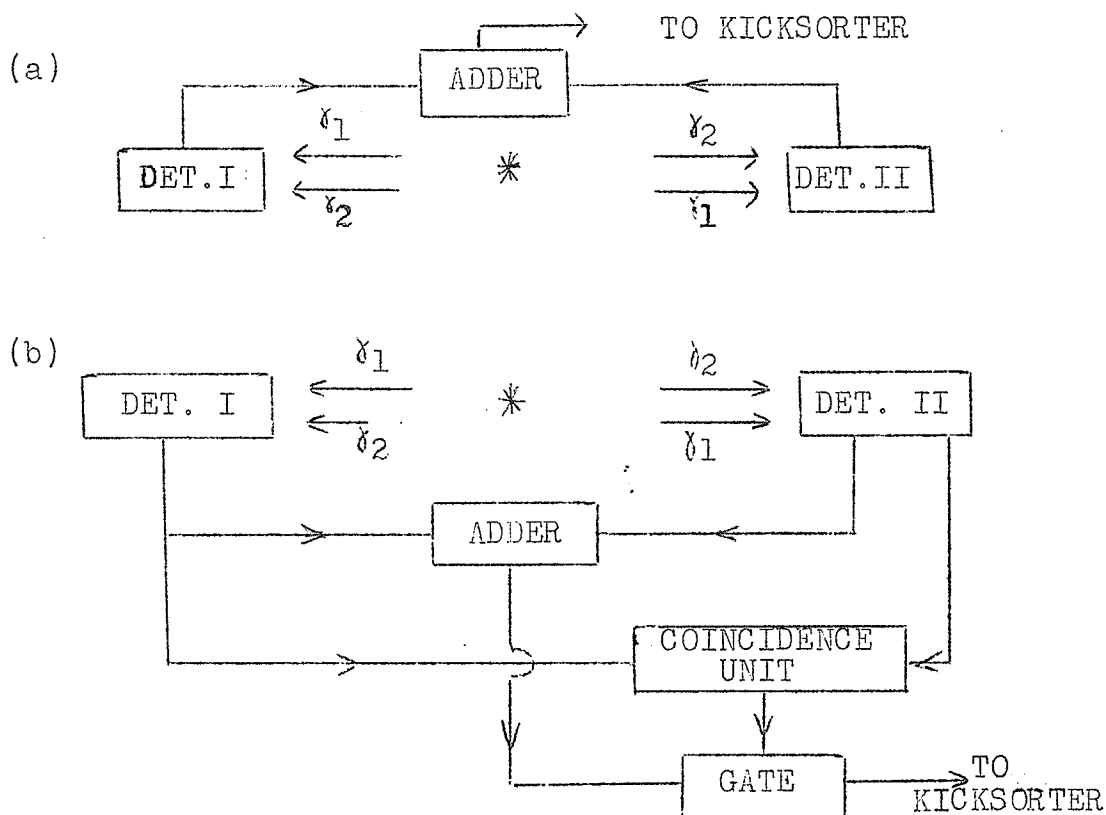 TO KICKSORTER
(a)
ADDER
γ1
γ2
DET.I
DET.II
γ2
γ1
(b)
γ1
γ2
DET. I
DET. II
γ2
γ1
ADDER
COINCIDENCE
UNIT
GATE
TO
KICKSORTER